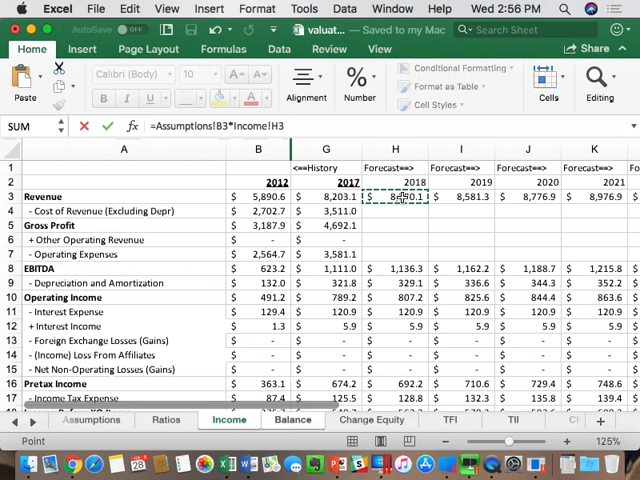 Excel File Edit View Insert Format Tools Data Window Help Wed 2:56 PM
AutoSave OFF valuat... — Saved to my Mac Search Sheet
Home Insert Page Layout Formulas Data Review View Share
Paste Calibri (Body) 10 A A B I U Alignment % Number Conditional Formatting Format as Table Cell Styles Cells Editing
SUM fx =Assumptions!B3*Income!H3
A B G H I J K
1 <==History Forecast==> Forecast==> Forecast==> Forecast==>
2 2012 2017 2018 2019 2020 2021
3 Revenue $ 5,890.6 $ 8,203.1 $ $ 8,581.3 $ 8,776.9 $ 8,976.9 $
4 - Cost of Revenue (Excluding Depr) $ 2,702.7 $ 3,511.0
5 Gross Profit $ 3,187.9 $ 4,692.1
6 + Other Operating Revenue $ - $ -
7 - Operating Expenses $ 2,564.7 $ 3,581.1
8 EBITDA $ 623.2 $ 1,111.0 $ 1,136.3 $ 1,162.2 $ 1,188.7 $ 1,215.8 $
9 - Depreciation and Amortization $ 132.0 $ 321.8 $ 329.1 $ 336.6 $ 344.3 $ 352.2 $
10 Operating Income $ 491.2 $ 789.2 $ 807.2 $ 825.6 $ 844.4 $ 863.6 $
11 - Interest Expense $ 129.4 $ 120.9 $ 120.9 $ 120.9 $ 120.9 $ 120.9 $
12 + Interest Income $ 1.3 $ 5.9 $ 5.9 $ 5.9 $ 5.9 $ 5.9 $
13 - Foreign Exchange Losses (Gains) $ - $ - $ - $ - $ - $ - $
14 - (Income) Loss From Affiliates $ - $ - $ - $ - $ - $ - $
15 - Net Non-Operating Losses (Gains) $ - $ - $ - $ - $ - $ - $
16 Pretax Income $ 363.1 $ 674.2 $ 692.2 $ 710.6 $ 729.4 $ 748.6 $
17 - Income Tax Expense $ 87.4 $ 125.5 $ 128.8 $ 132.3 $ 135.7 $ 139.3 $
Assumptions Ratios Income Balance Change Equity TFI TII CF
Point 125%